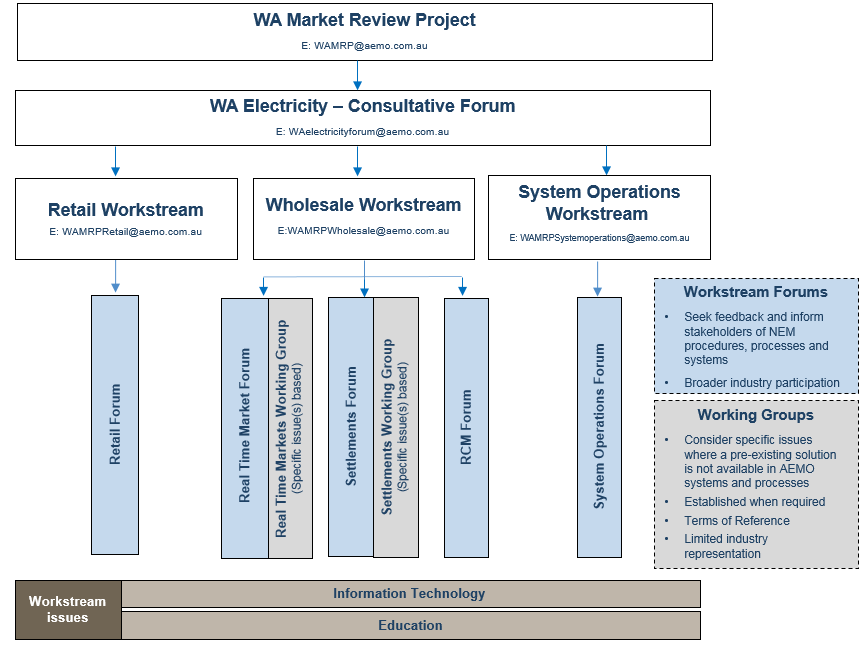 WA Market Review Project
E: WAMRP@aemo.com.au
WA Electricity – Consultative Forum
E: WAelectricityforum@aemo.com.au
Retail Workstream
E: WAMRPRetail@aemo.com.au
Wholesale Workstream
E:WAMRPWholesale@aemo.com.au
System Operations
Workstream
E: WAMRPSystemoperations@aemo.com.au
Retail Forum
Real Time Market Forum
Real Time Markets Working Group
(Specific issue(s) based)
Settlements Forum
Settlements Working Group
(Specific issue(s) based)
RCM Forum
System Operations Forum
Workstream Forums
• Seek feedback and inform
stakeholders of NEM
procedures, processes and
systems
• Broader industry participation
Working Groups
• Consider specific issues
where a pre-existing solution
is not available in AEMO
systems and processes
• Established when required
• Terms of Reference
• Limited industry
representation
Workstream
issues
Information Technology
Education